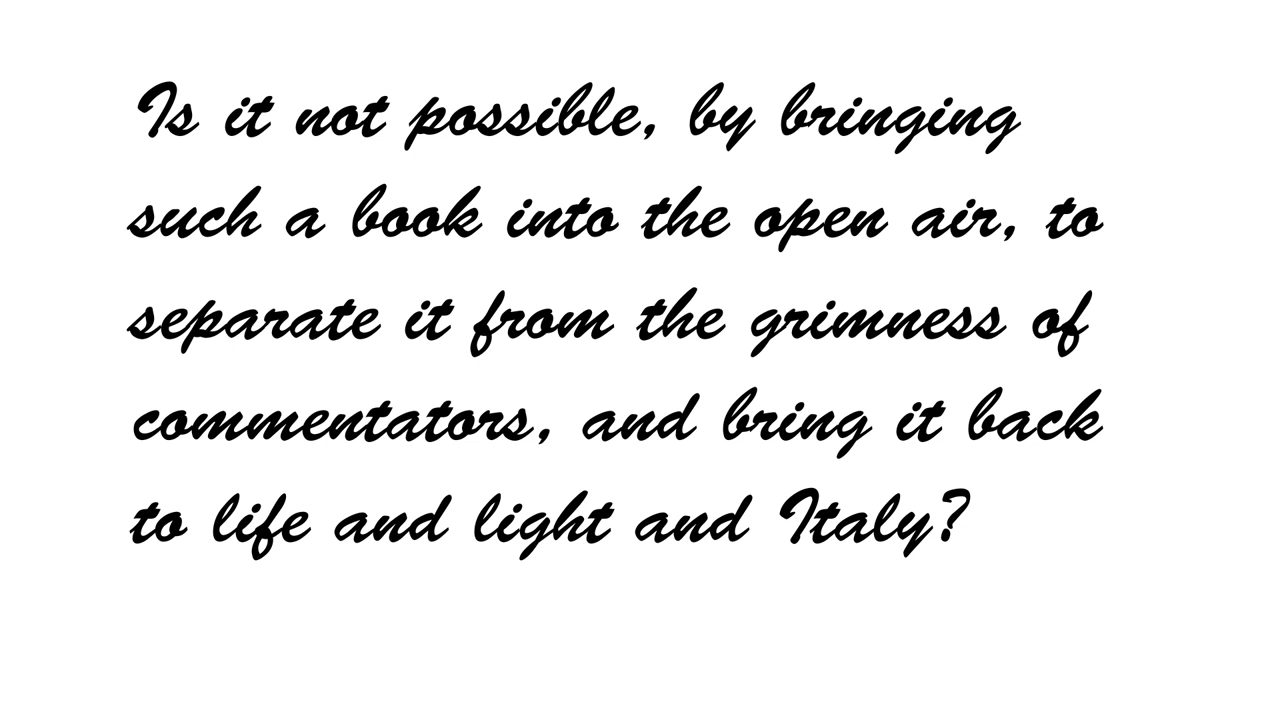 Is it not possible, by bringing
such a book into the open air, to
separate it from the grimness of
commentators, and bring it back
to life and light and Italy?